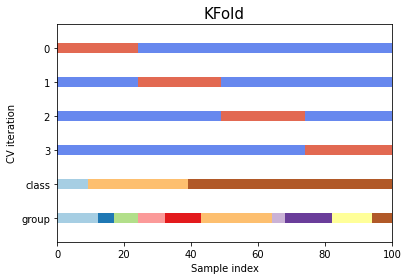 KFold
CV iteration
0
1
2
3
class
group
0 20 40 60 80 100
Sample index